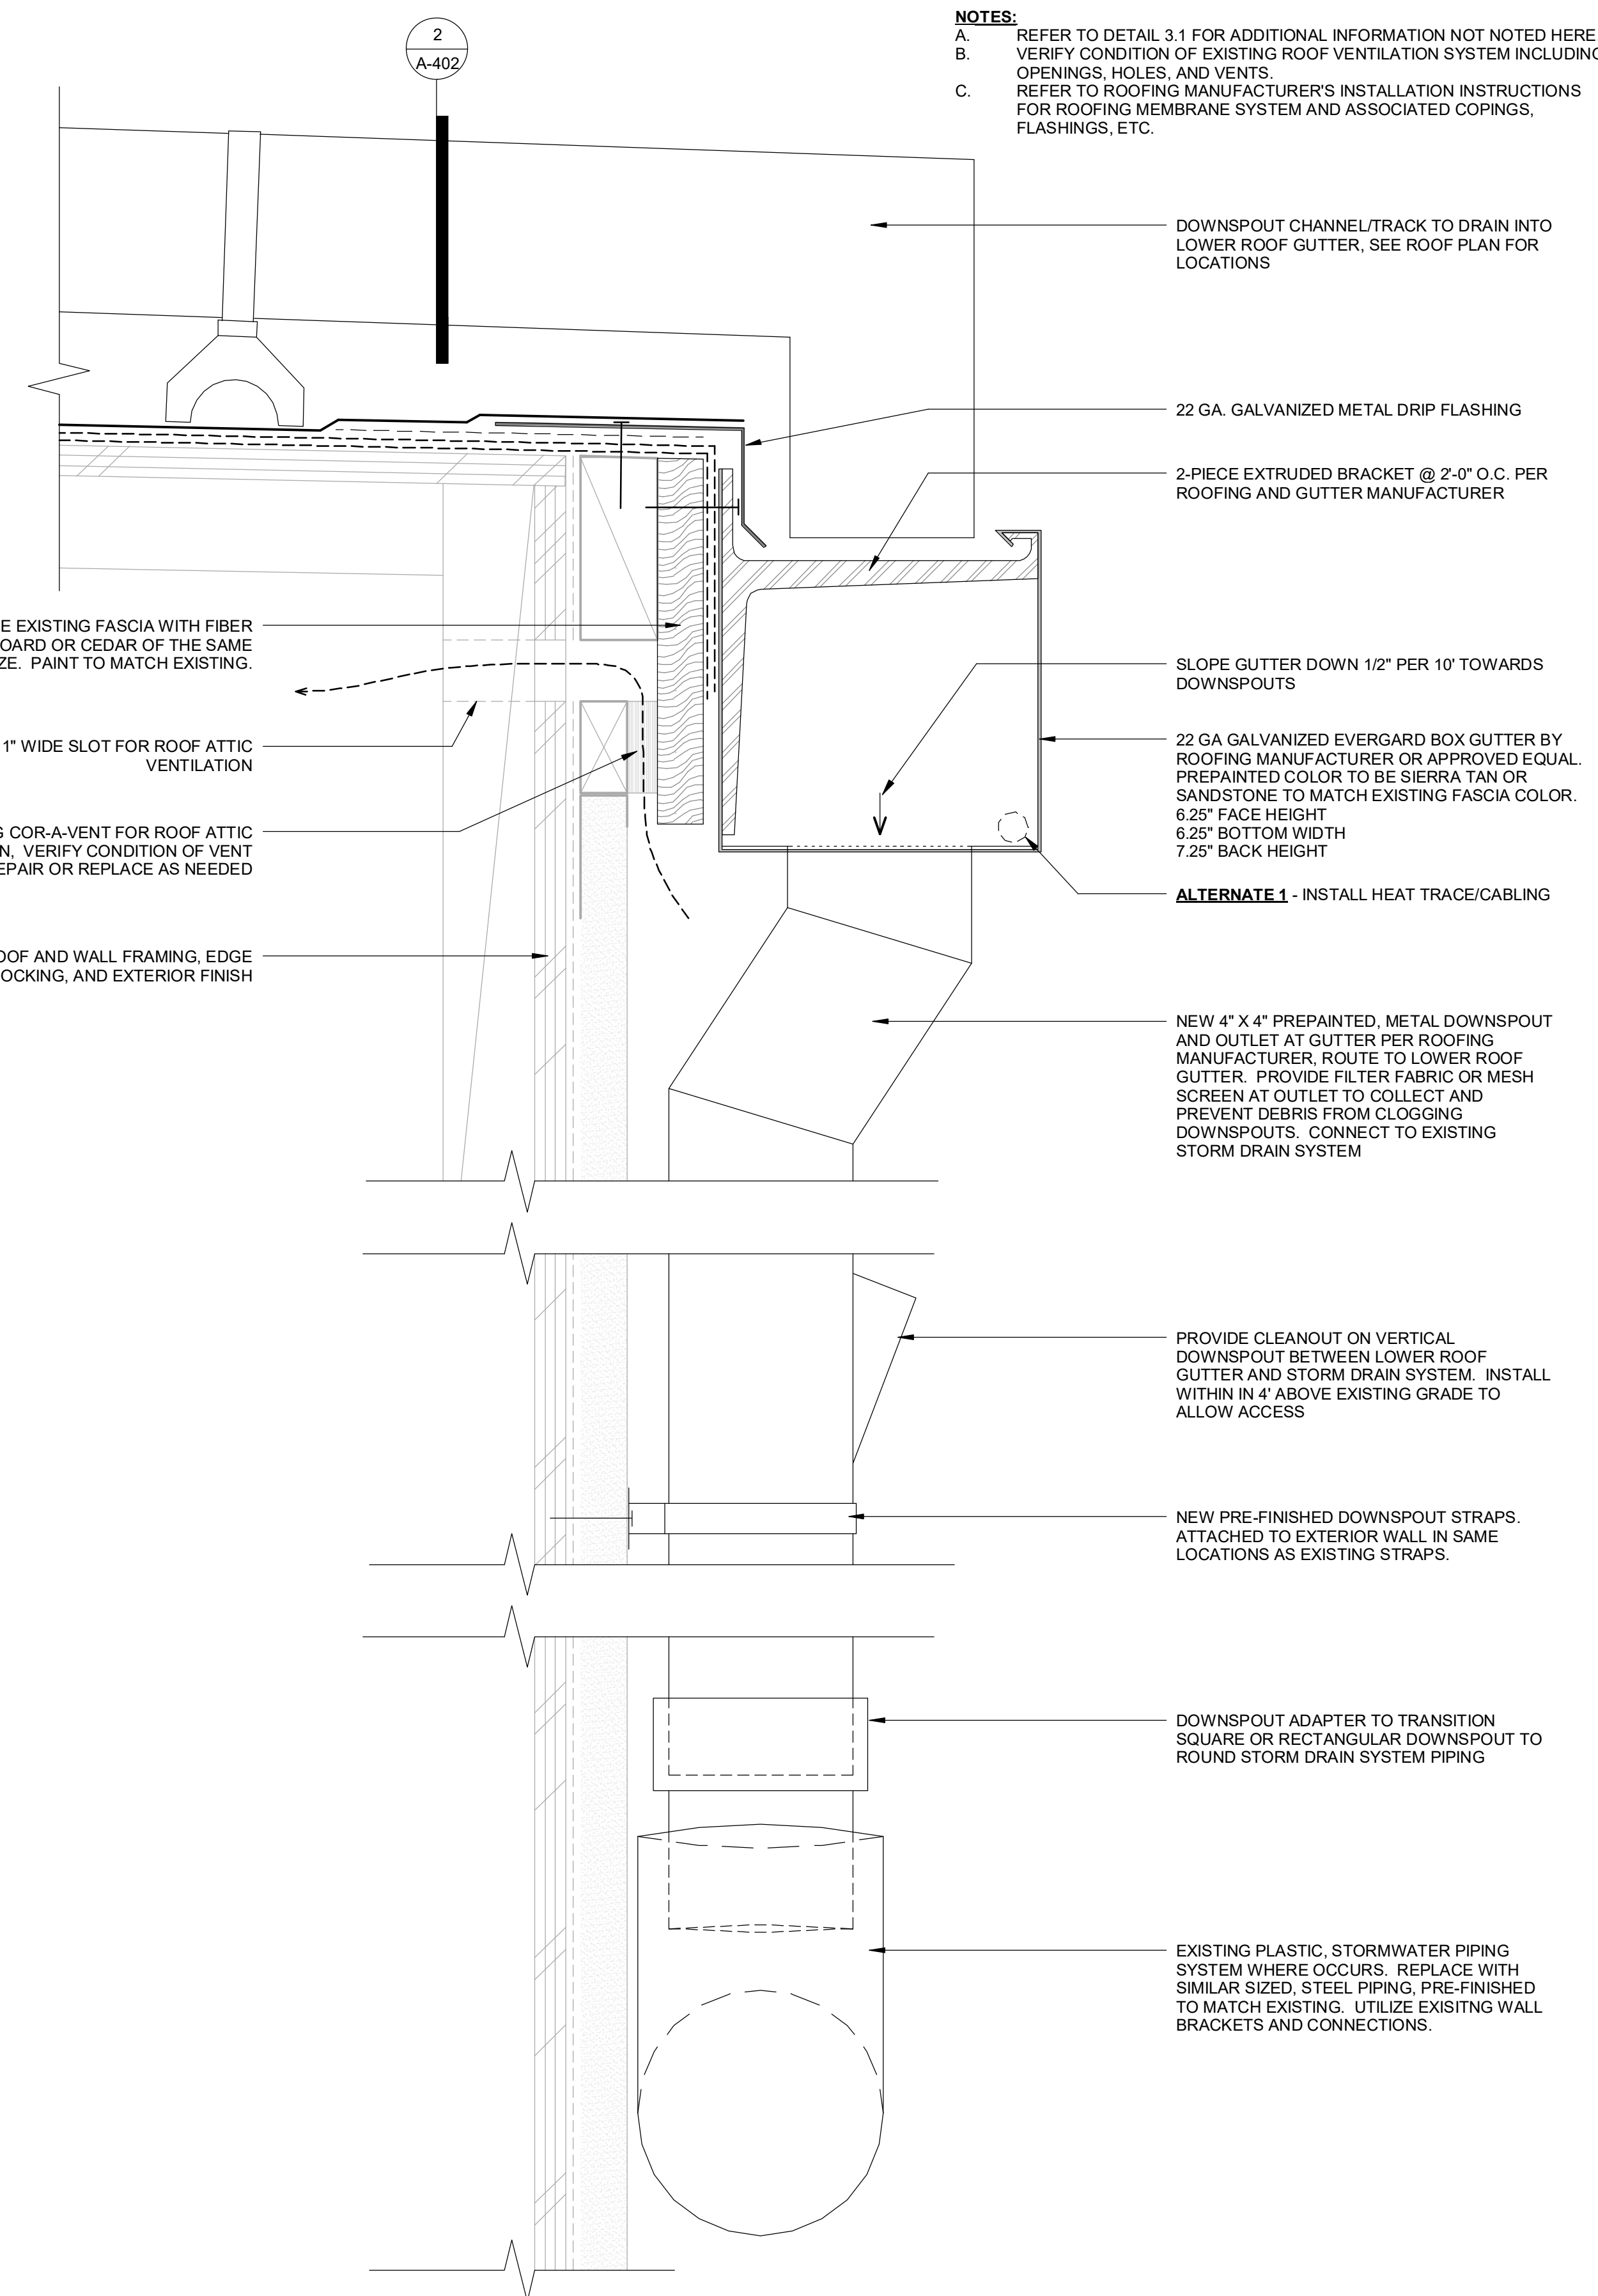 2
A-402
NOTES:
A. REFER TO DETAIL 3.1 FOR ADDITIONAL INFORMATION NOT NOTED HERE
B. VERIFY CONDITION OF EXISTING ROOF VENTILATION SYSTEM INCLUDING
OPENINGS, HOLES, AND VENTS.
C. REFER TO ROOFING MANUFACTURER'S INSTALLATION INSTRUCTIONS
FOR ROOFING MEMBRANE SYSTEM AND ASSOCIATED COPINGS,
FLASHINGS, ETC.
DOWNSPOUT CHANNEL/TRACK TO DRAIN INTO
LOWER ROOF GUTTER, SEE ROOF PLAN FOR
LOCATIONS
22 GA. GALVANIZED METAL DRIP FLASHING
2-PIECE EXTRUDED BRACKET @ 2'-0" O.C. PER
ROOFING AND GUTTER MANUFACTURER
EXISTING FASCIA WITH FIBER
OR CEDAR OF THE SAME
PAINT TO MATCH EXISTING.
SLOPE GUTTER DOWN 1/2" PER 10' TOWARDS
DOWNSPOUTS
1" WIDE SLOT FOR ROOF ATTIC
VENTILATION
22 GA GALVANIZED EVERGARD BOX GUTTER BY
ROOFING MANUFACTURER OR APPROVED EQUAL.
PREPAINTED COLOR TO BE SIERRA TAN OR
SANDSTONE TO MATCH EXISTING FASCIA COLOR.
6.25" FACE HEIGHT
6.25" BOTTOM WIDTH
7.25" BACK HEIGHT
COR-A-VENT FOR ROOF ATTIC
VERIFY CONDITION OF VENT
OR REPLACE AS NEEDED
ALTERNATE 1 - INSTALL HEAT TRACE/CABLING
AND WALL FRAMING, EDGE
AND EXTERIOR FINISH
NEW 4" X 4" PREPAINTED, METAL DOWNSPOUT
AND OUTLET AT GUTTER PER ROOFING
MANUFACTURER, ROUTE TO LOWER ROOF
GUTTER. PROVIDE FILTER FABRIC OR MESH
SCREEN AT OUTLET TO COLLECT AND
PREVENT DEBRIS FROM CLOGGING
DOWNSPOUTS. CONNECT TO EXISTING
STORM DRAIN SYSTEM
PROVIDE CLEANOUT ON VERTICAL
DOWNSPOUT BETWEEN LOWER ROOF
GUTTER AND STORM DRAIN SYSTEM. INSTALL
WITHIN IN 4' ABOVE EXISTING GRADE TO
ALLOW ACCESS
NEW PRE-FINISHED DOWNSPOUT STRAPS.
ATTACHED TO EXTERIOR WALL IN SAME
LOCATIONS AS EXISTING STRAPS.
DOWNSPOUT ADAPTER TO TRANSITION
SQUARE OR RECTANGULAR DOWNSPOUT TO
ROUND STORM DRAIN SYSTEM PIPING
EXISTING PLASTIC, STORMWATER PIPING
SYSTEM WHERE OCCURS. REPLACE WITH
SIMILAR SIZED, STEEL PIPING, PRE-FINISHED
TO MATCH EXISTING. UTILIZE EXISITNG WALL
BRACKETS AND CONNECTIONS.